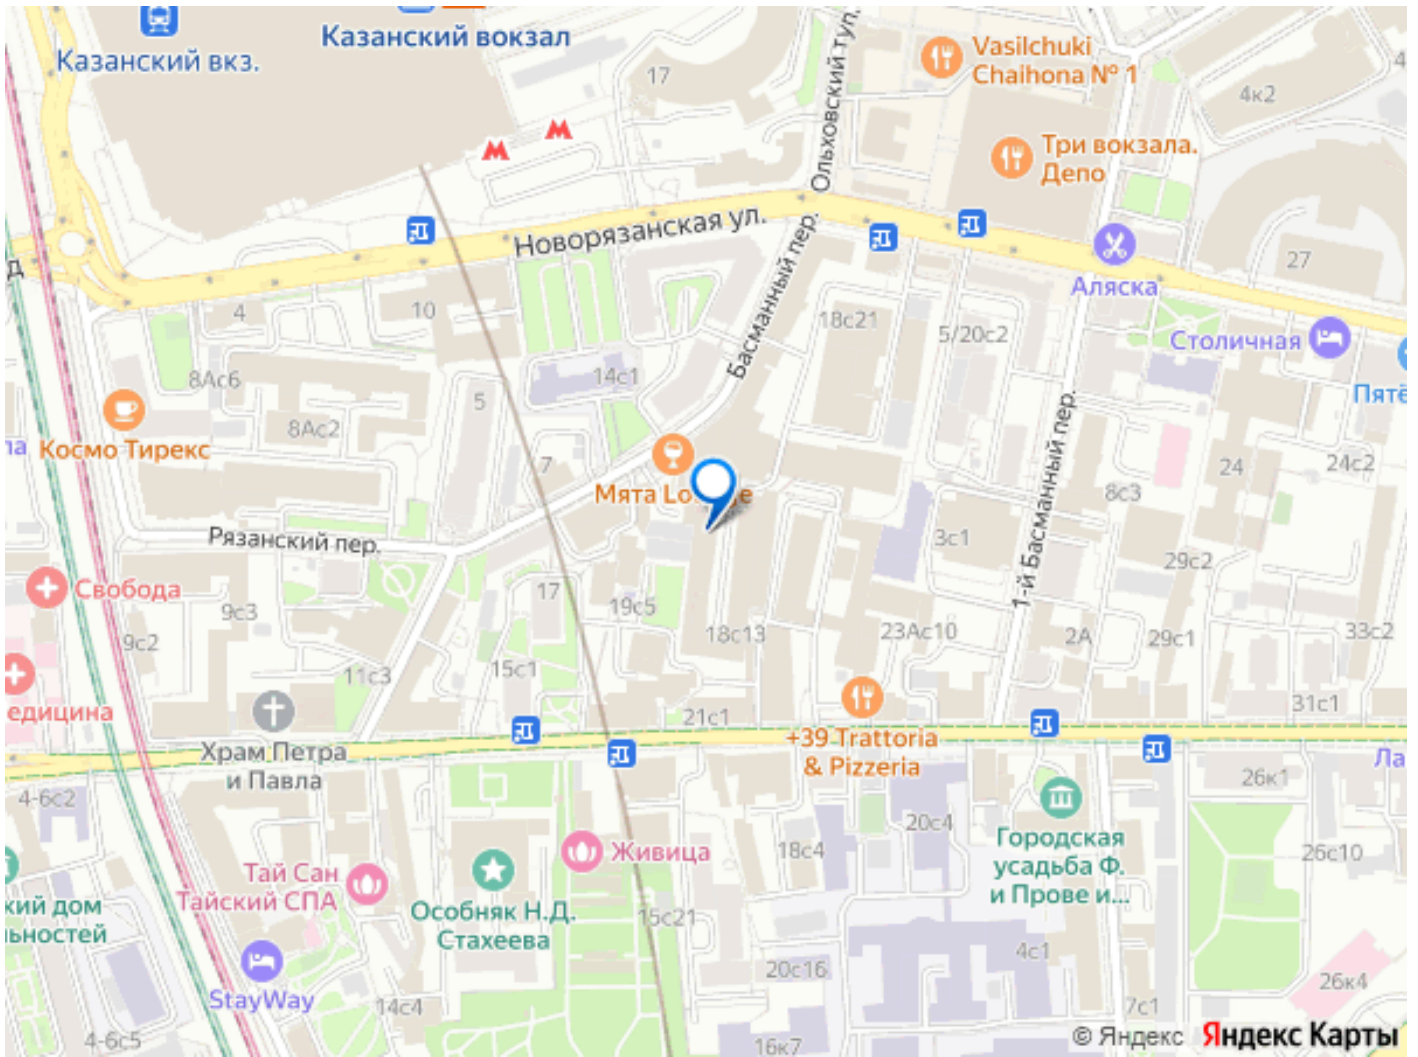 Казанский вкз.
Казанский вокзал
17
Ольховский туп.
Vasilchuki
Chaihona № 1
4к2
Три вокзала.
Депо
Новорязанская ул.
Басманный пер.
Аляска
27
4
10
18с21
5/20с2
Столичная
8Ас6
14с1
5
Пятё
Космо Тирекс
8Ас2
7
1-й Басманный пер.
24
24с2
Мята Lo
е
8с3
Рязанский пер.
3с1
29с2
Свобода
9с3
17
19с5
18с13
23Ас10
2А
29с1
33с2
9с2
11с3
15с1
31с1
едицина
21с1
Храм Петра
и Павла
+39 Trattoria
& Pizzeria
Ла
4-6с2
26к1
Живица
18с4
20с4
Городская
усадьба Ф.
и Прове и...
26с10
Тай Сан
Тайский СПА
кий дом
льностей
Особняк Н.Д.
Стахеева
15с21
4с1
20с16
26к4
StayWay
14с4
7с1
4-6с5
16к7
© Яндекс Яндекс Карты